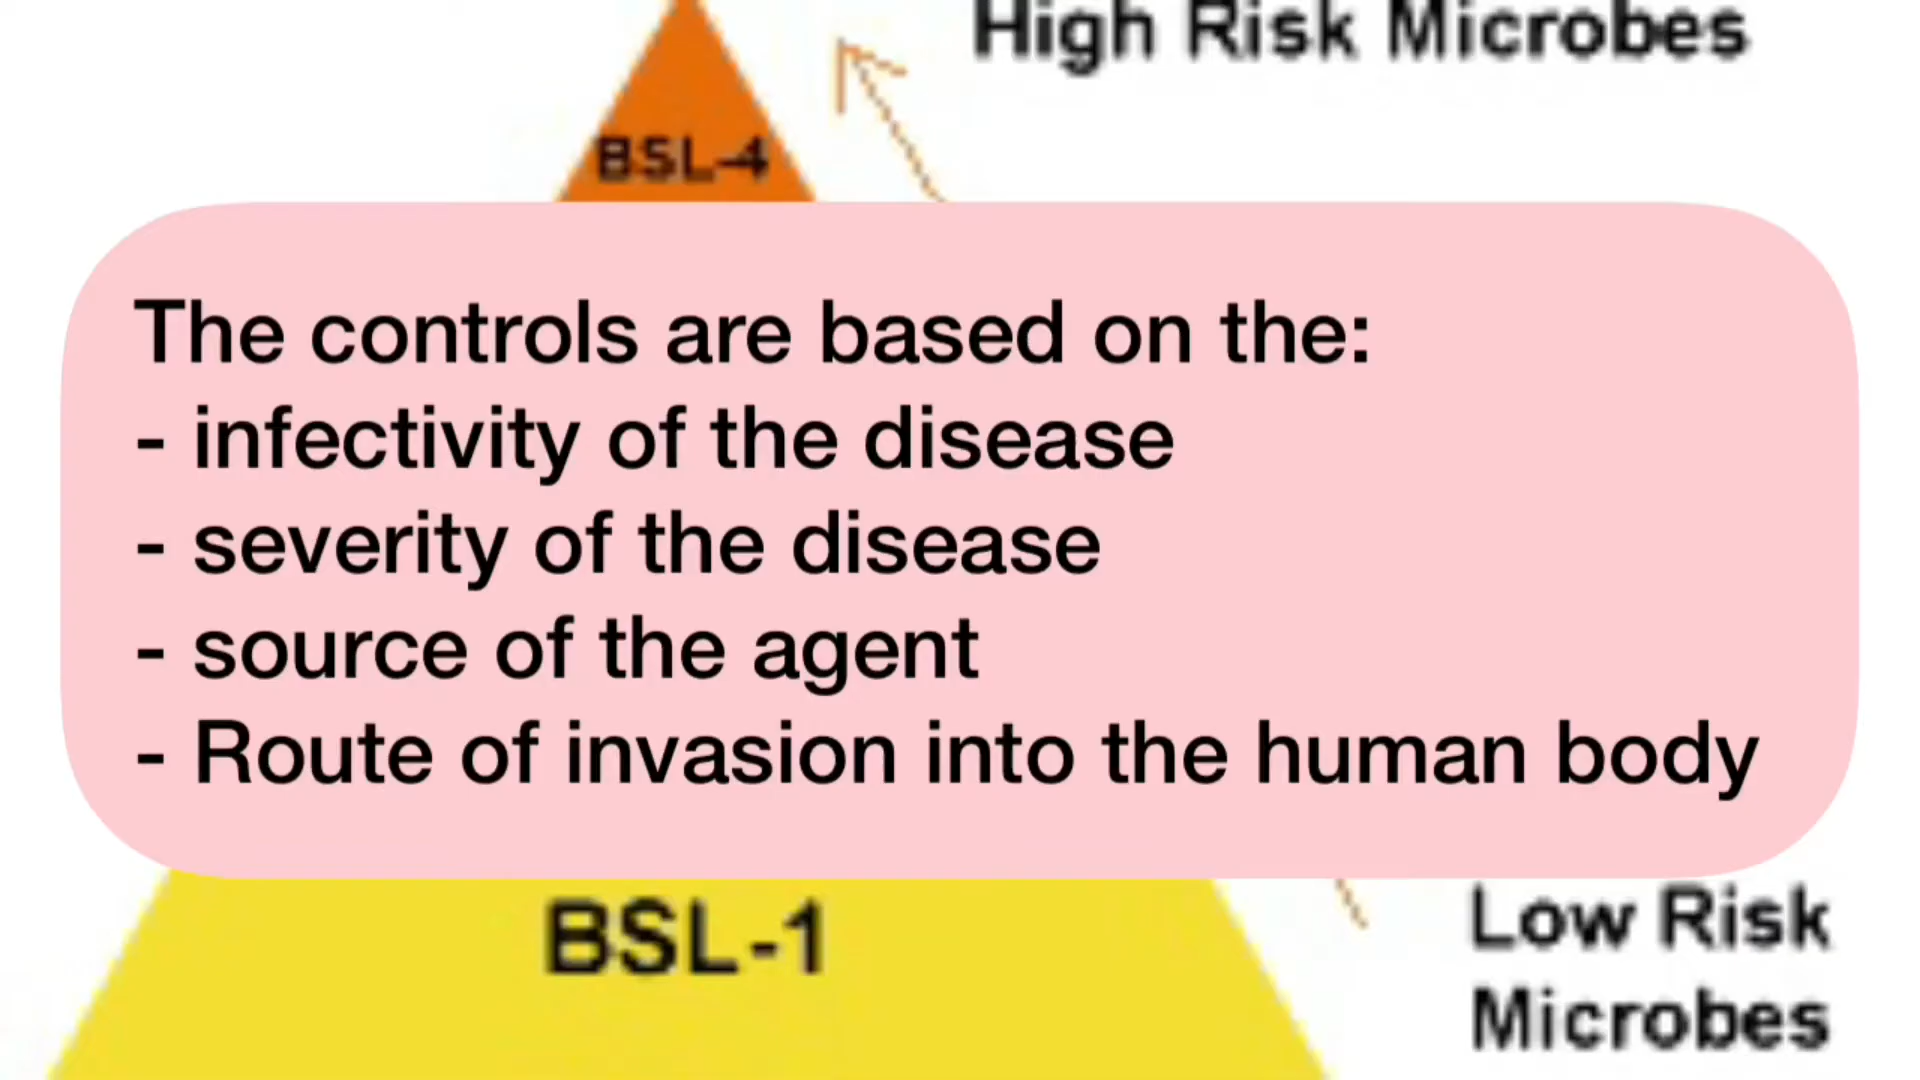 High Risk Microbes
BSL-4
The controls are based on the:
- infectivity of the disease
- severity of the disease
- source of the agent
- Route of invasion into the human body
BSL-1
Low Risk
Microbes